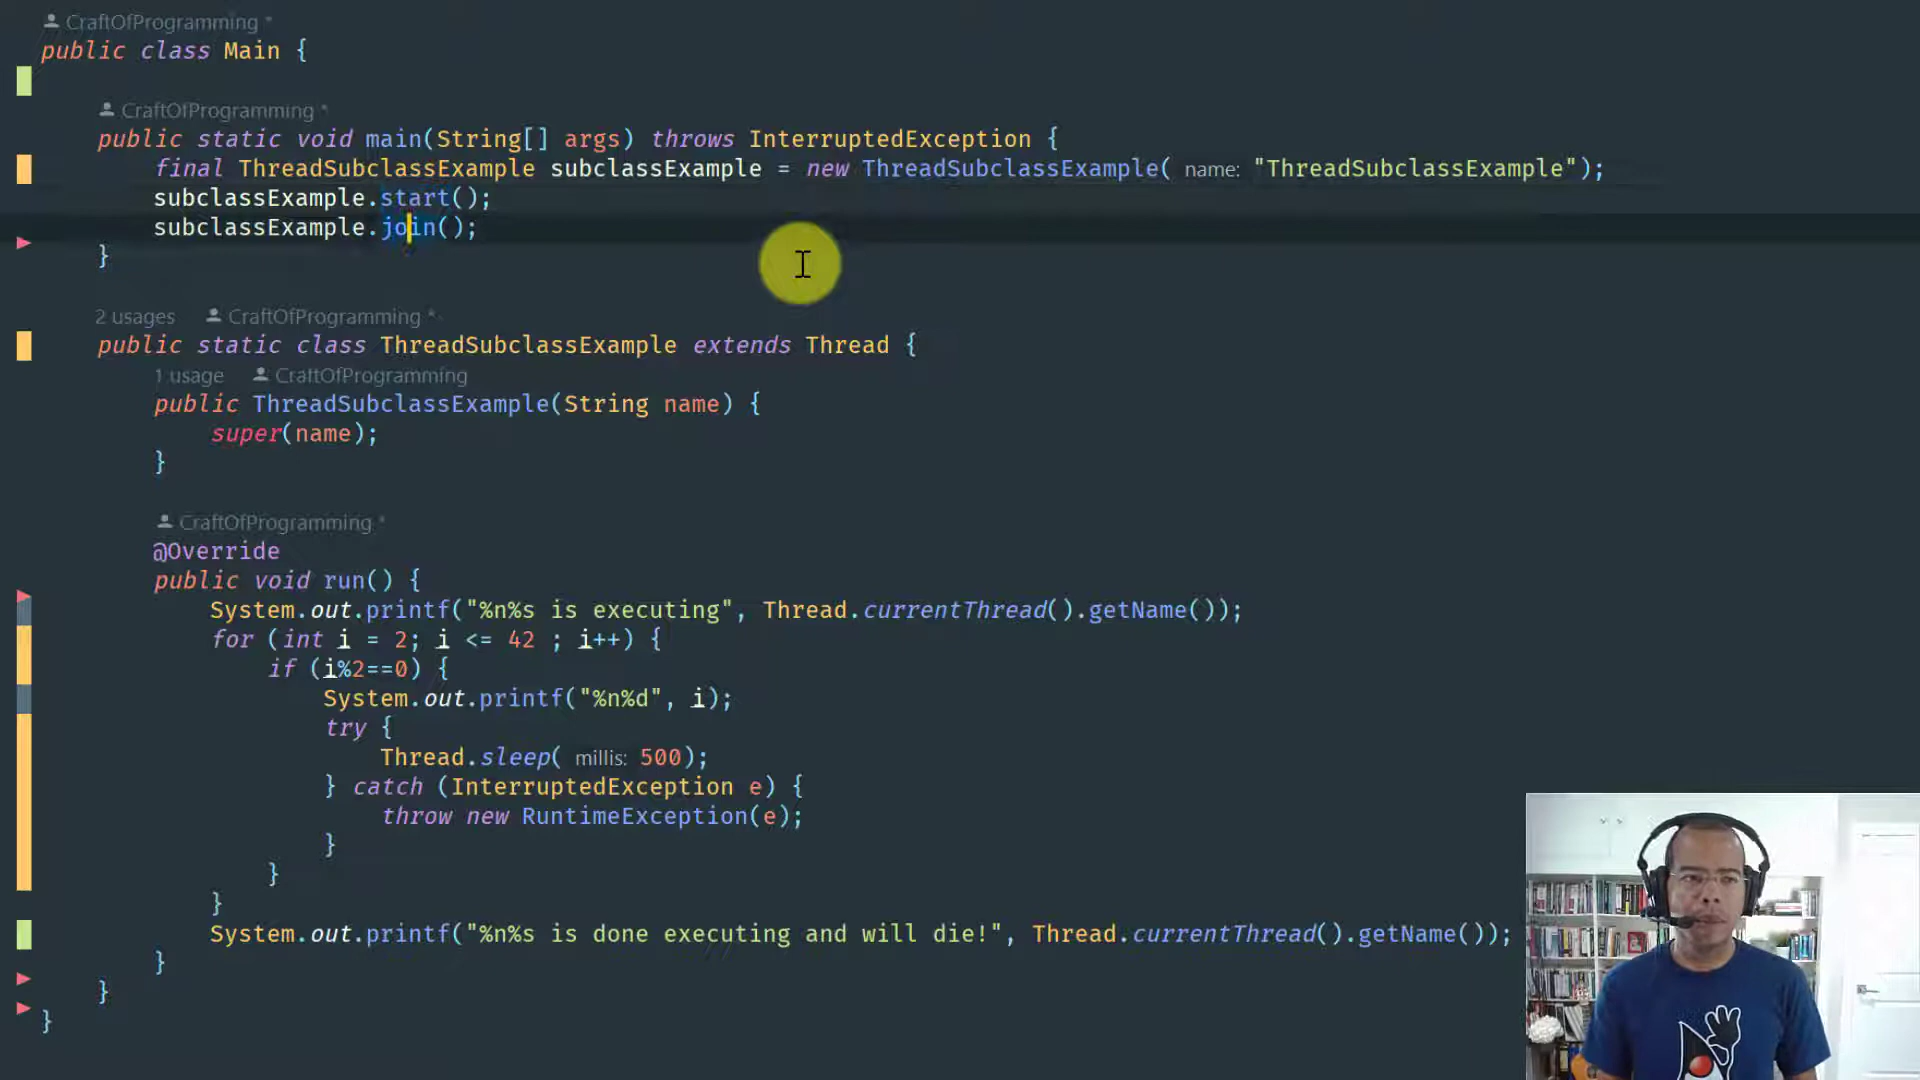 CraftOfProgramming *
public class Main {
CraftOfProgramming *
public static void main(String[] args) throws InterruptedException {
final ThreadSubclassExample subclassExample = new ThreadSubclassExample( name: "ThreadSubclassExample");
subclassExample.start();
subclassExample.join();
}
2 usages CraftOfProgramming *
public static class ThreadSubclassExample extends Thread {
1 usage CraftOfProgramming
public ThreadSubclassExample(String name) {
super(name);
}
CraftOfProgramming *
@Override
public void run() {
System.out.printf("%n%s is executing", Thread.currentThread().getName());
for (int i = 2; i <= 42 ; i++) {
if (i%2==0) {
System.out.printf("%n%d", i);
try {
Thread.sleep( millis: 500);
} catch (InterruptedException e) {
throw new RuntimeException(e);
}
}
}
System.out.printf("%n%s is done executing and will die!", Thread.currentThread().getName());
}
}
}